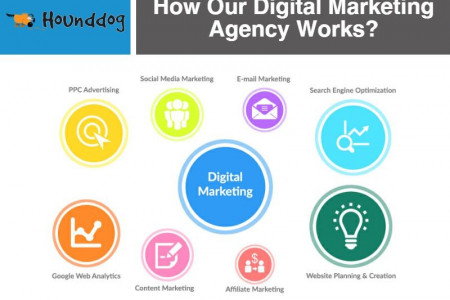 Hounddog
How Our Digital Marketing
Agency Works?
Social Media Marketing
E-mail Marketing
PPC Advertising
Search Engine Optimization
Digital
Marketing
Google Web Analytics
Content Marketing
Affiliate Marketing
Website Planning & Creation